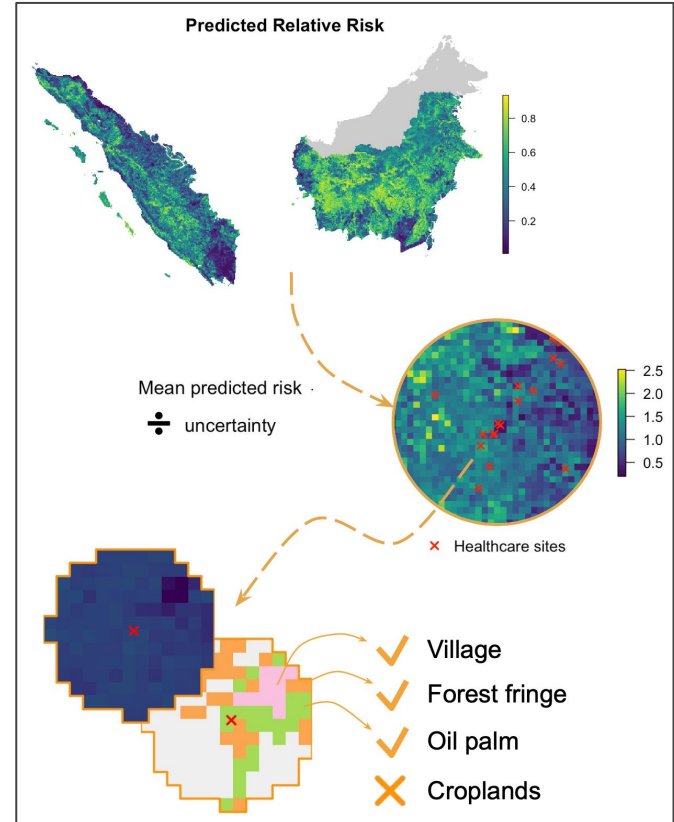 Predicted Relative Risk
0.8
0.6
0.4
0.2
Mean predicted risk
÷ uncertainty
2.5
2.0
1.5
1.0
0.5
× Healthcare sites
Village
Forest fringe
Oil palm
Croplands